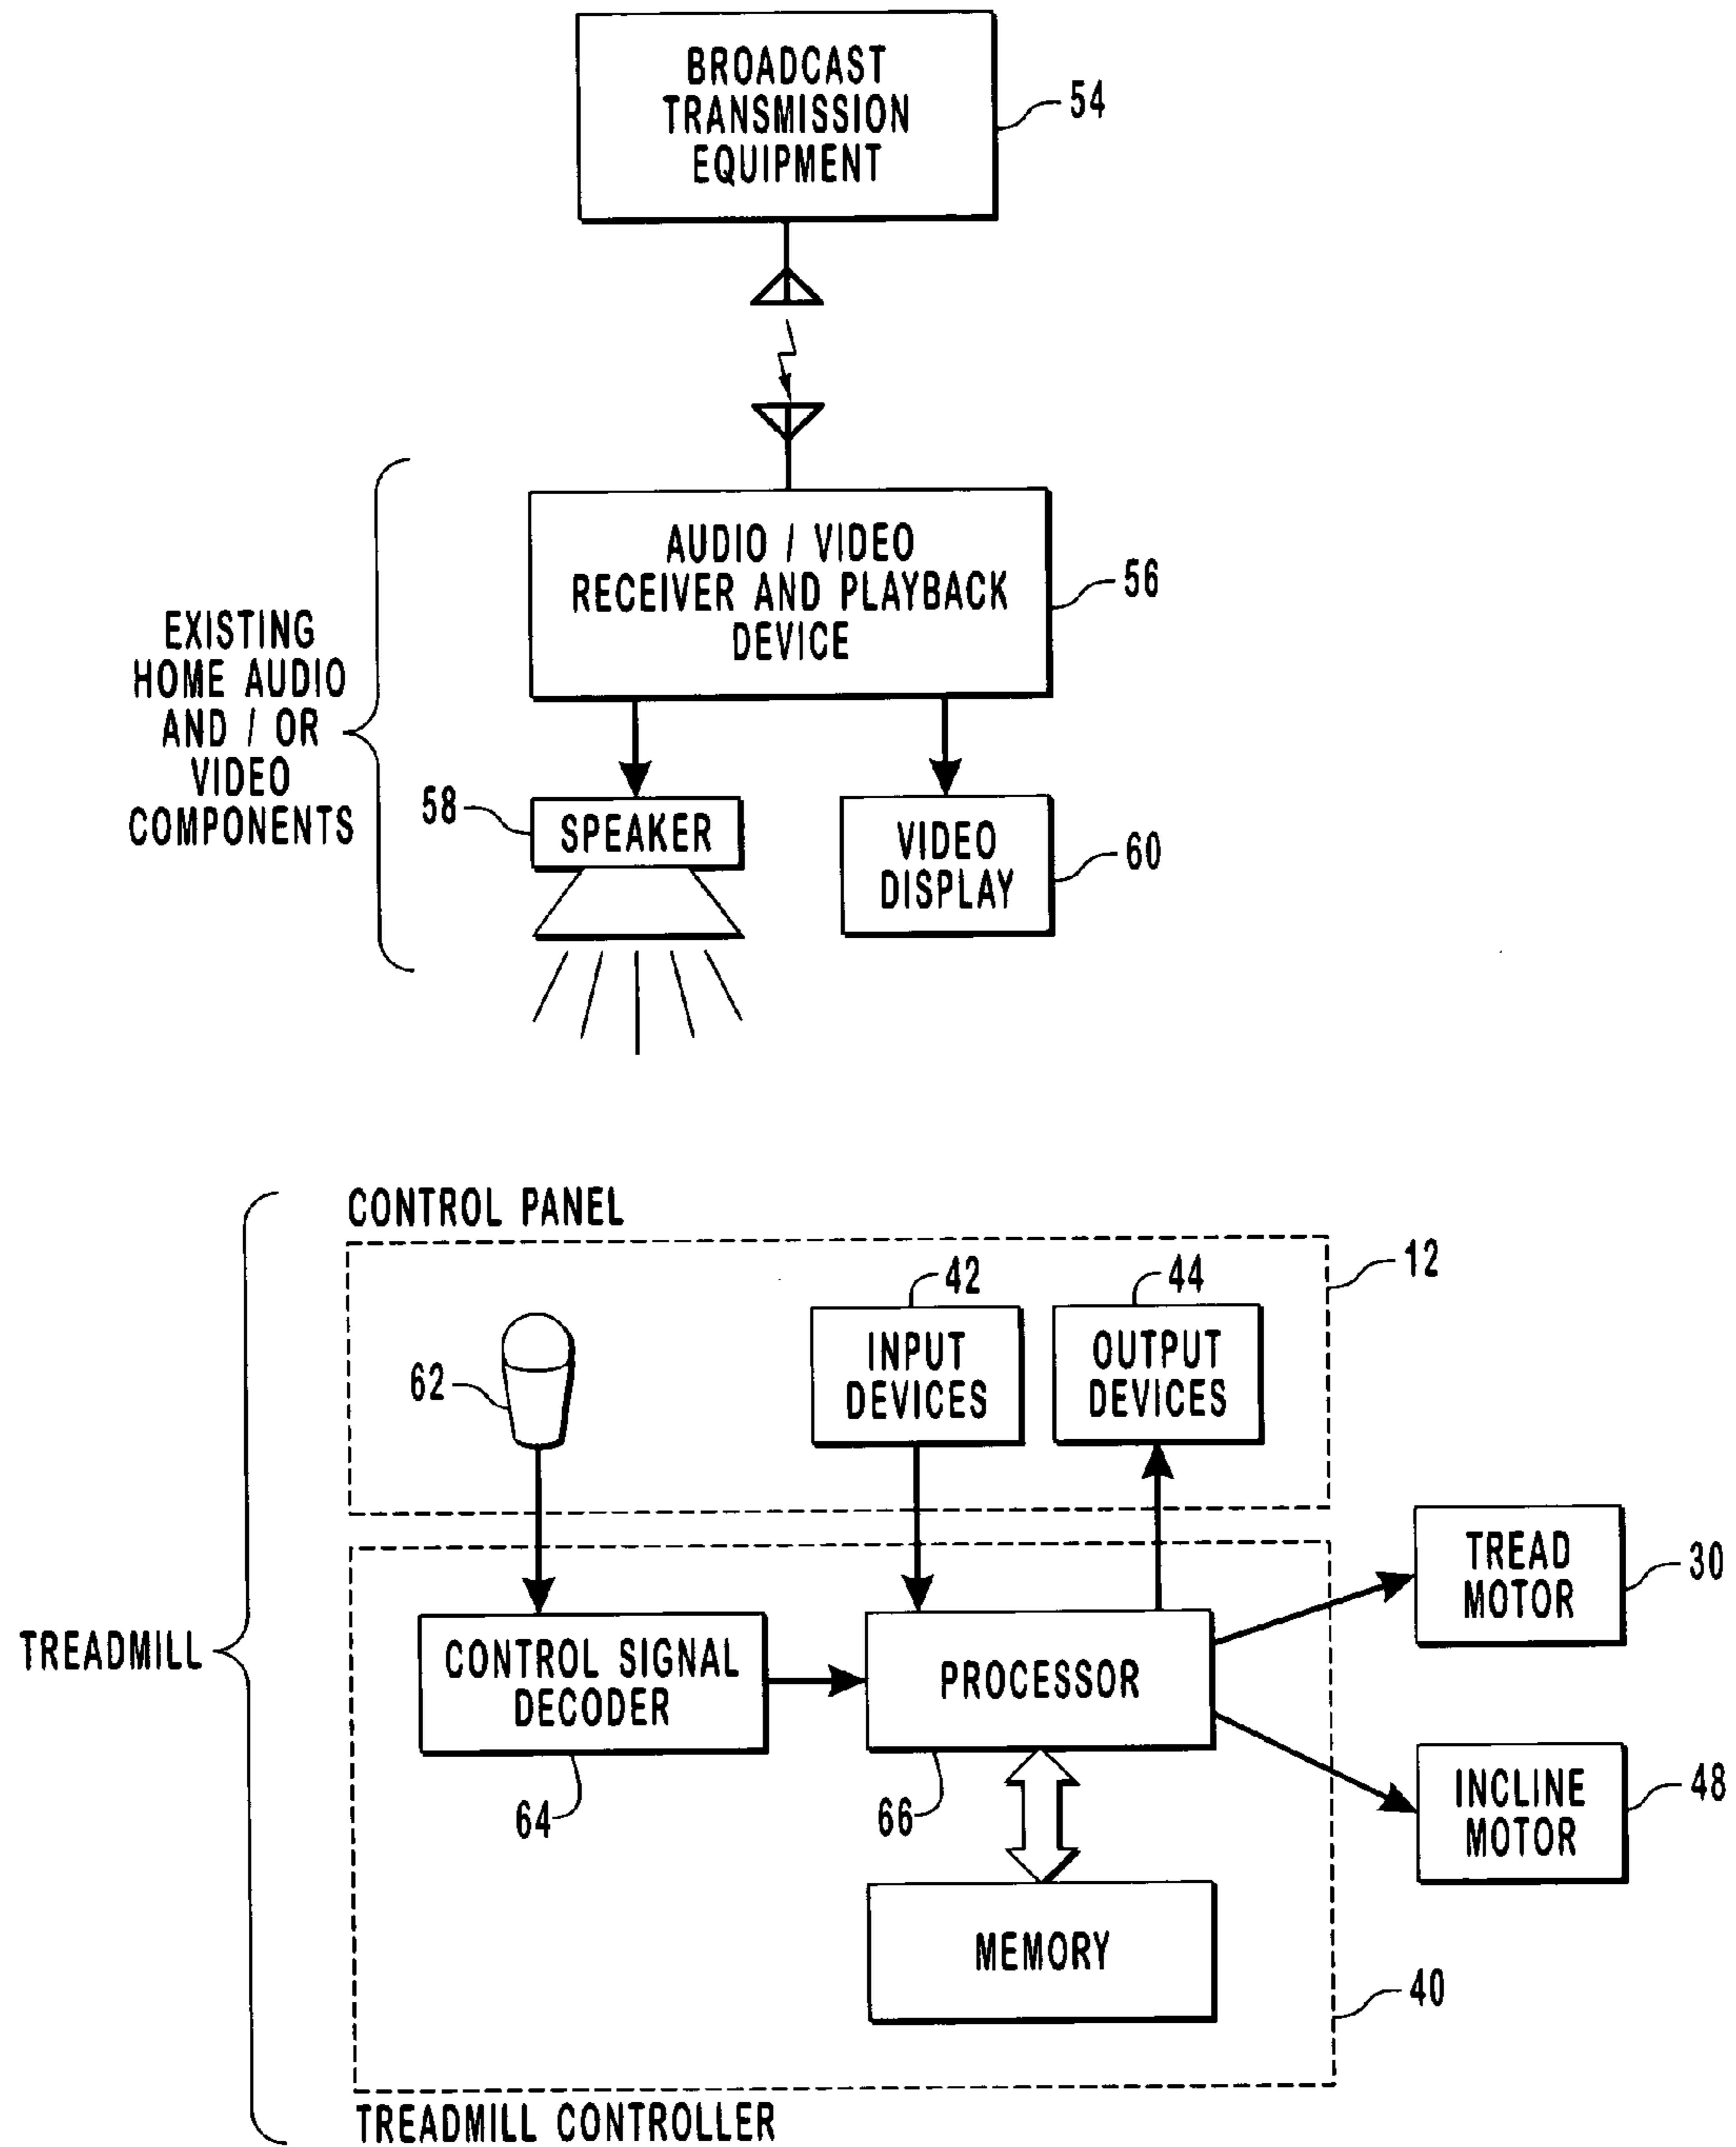 BROADCAST
TRANSMISSION
EQUIPMENT
54
AUDIO / VIDEO
RECEIVER AND PLAYBACK
DEVICE
56
EXISTING
HOME AUDIO
AND / OR
VIDEO
COMPONENTS
58
SPEAKER
VIDEO
DISPLAY
60
CONTROL PANEL
12
42
44
62
INPUT
DEVICES
OUTPUT
DEVICES
TREADMILL
TREAD
MOTOR
30
CONTROL SIGNAL
DECODER
PROCESSOR
64
66
INCLINE
MOTOR
48
MEMORY
40
TREADMILL CONTROLLER